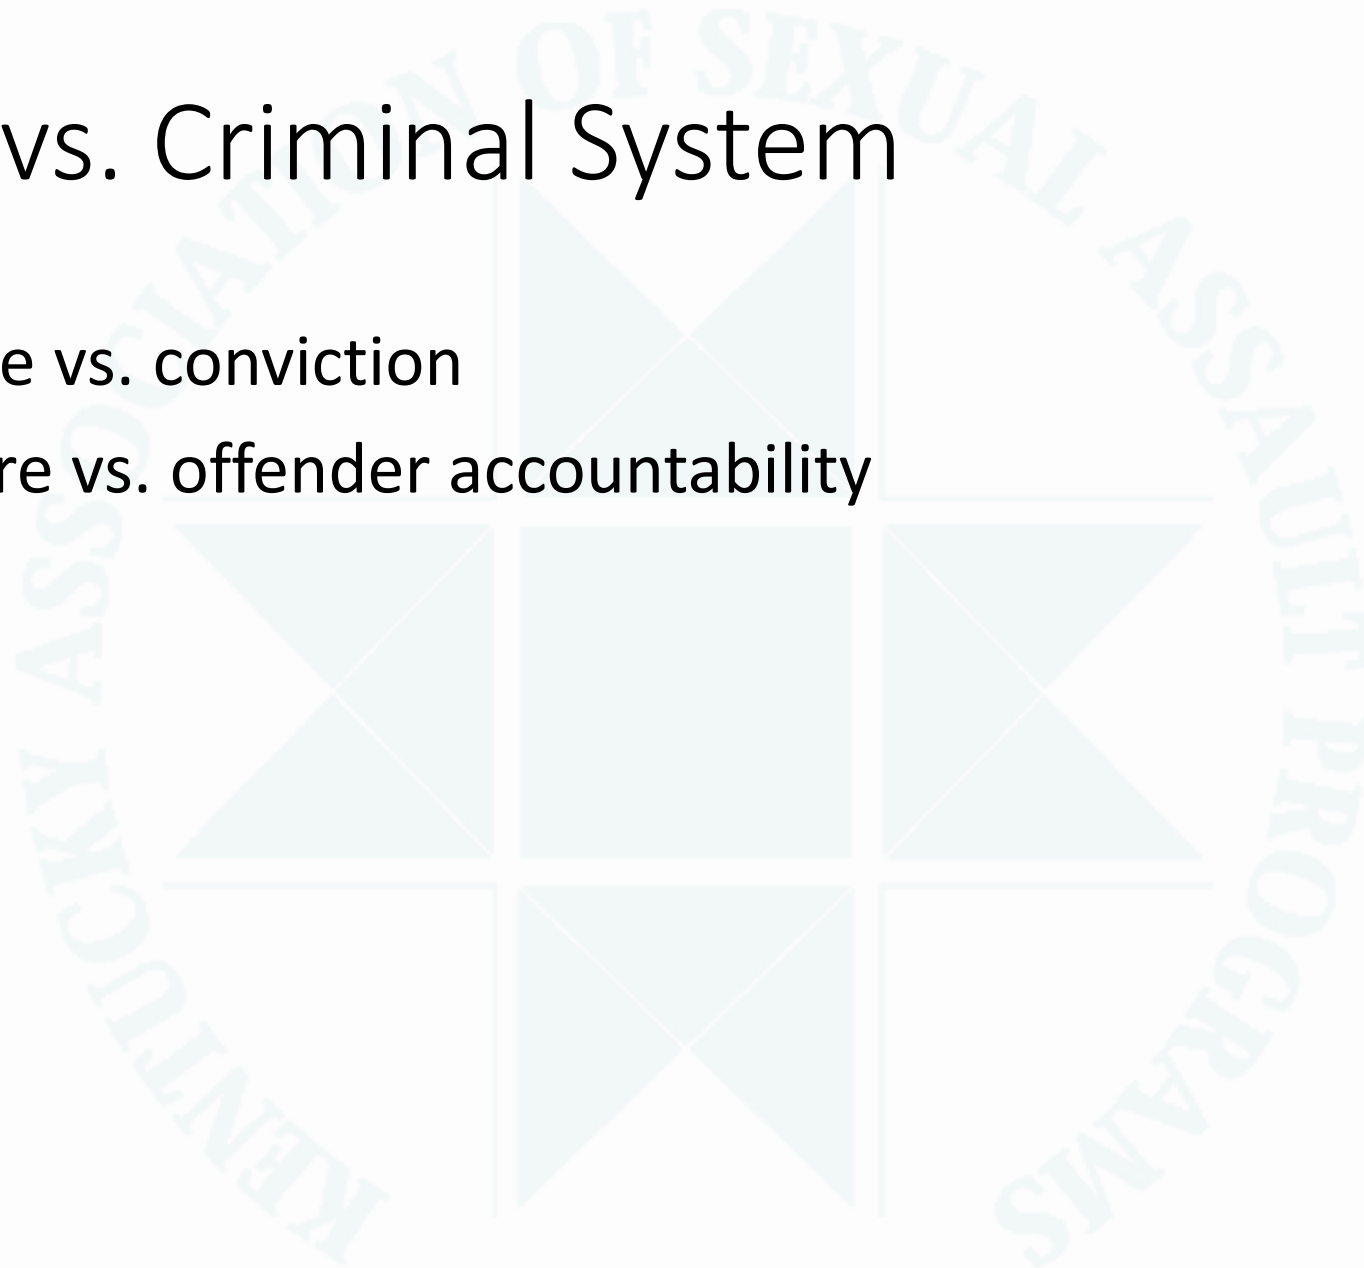 vs. Criminal System
e vs. conviction
re vs. offender accountability
KENTUCKY ASSOCIATION OF SEXUAL ASSAULT PROGRAMS